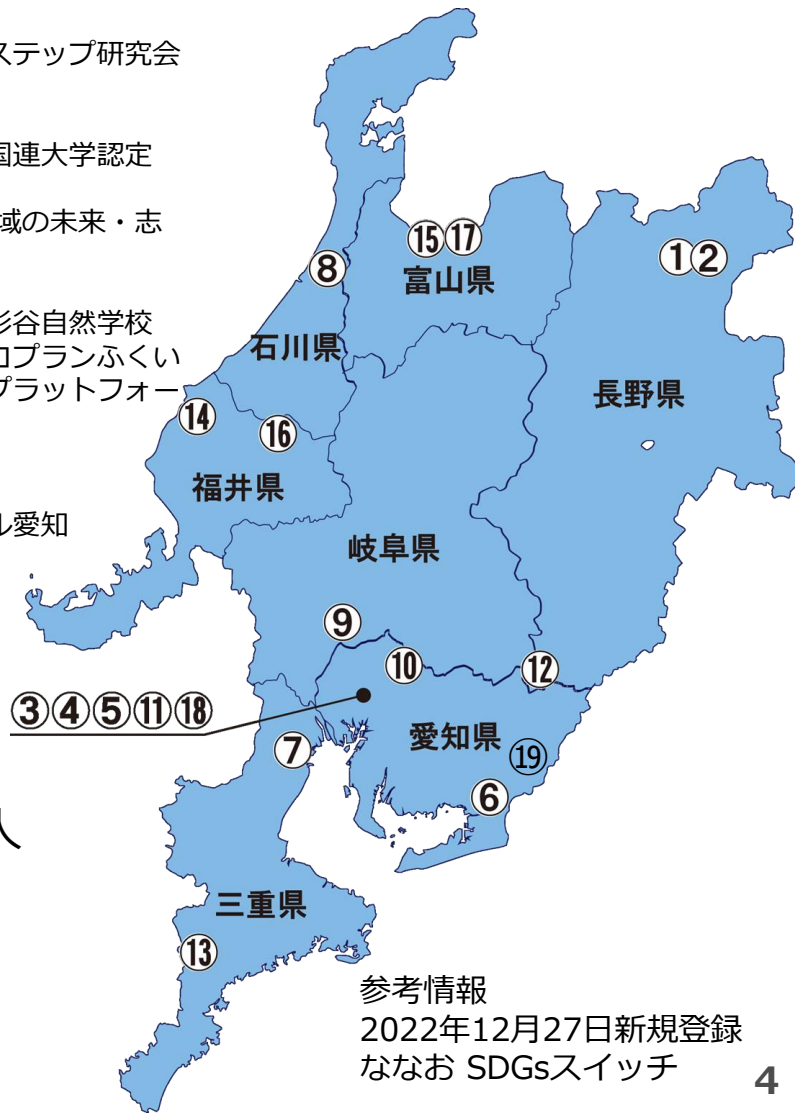 ステップ研究会
国連大学認定
域の未来・志
杉谷自然学校
ロプランふくい
プラットフォー
ル愛知
人
⑧
⑮⑰
富山県
①②
石川県
長野県
⑭
⑯
福井県
岐阜県
⑨
⑩
⑫
③④⑤⑪⑱
愛知県
⑦
⑲
⑥
三重県
⑬
参考情報
2022年12月27日新規登録
ななお SDGsスイッチ
4